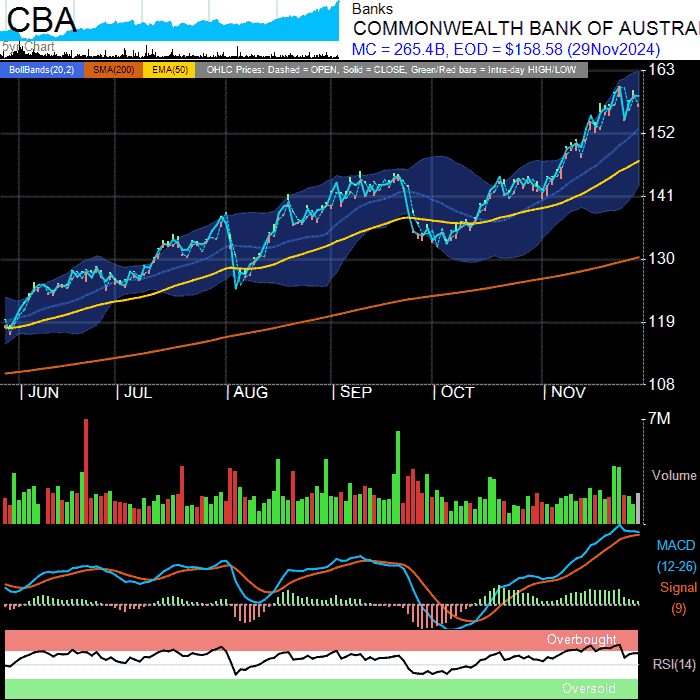 CBA
5yr Chart
Banks
COMMONWEALTH BANK OF AUSTRA
MC = 265.4B, EOD = $158.58 (29Nov2024)
BollBands(20,2) SMA(200) EMA(50) OHLC Prices: Dashed = OPEN, Solid = CLOSE, Green/Red bars = Intra-day HIGH/LOW
163
152
141
130
119
108
JUN JUL AUG SEP OCT NOV
7M
Volume
MACD
(12-26)
Signal
(9)
Overbought
RSI(14)
Oversold